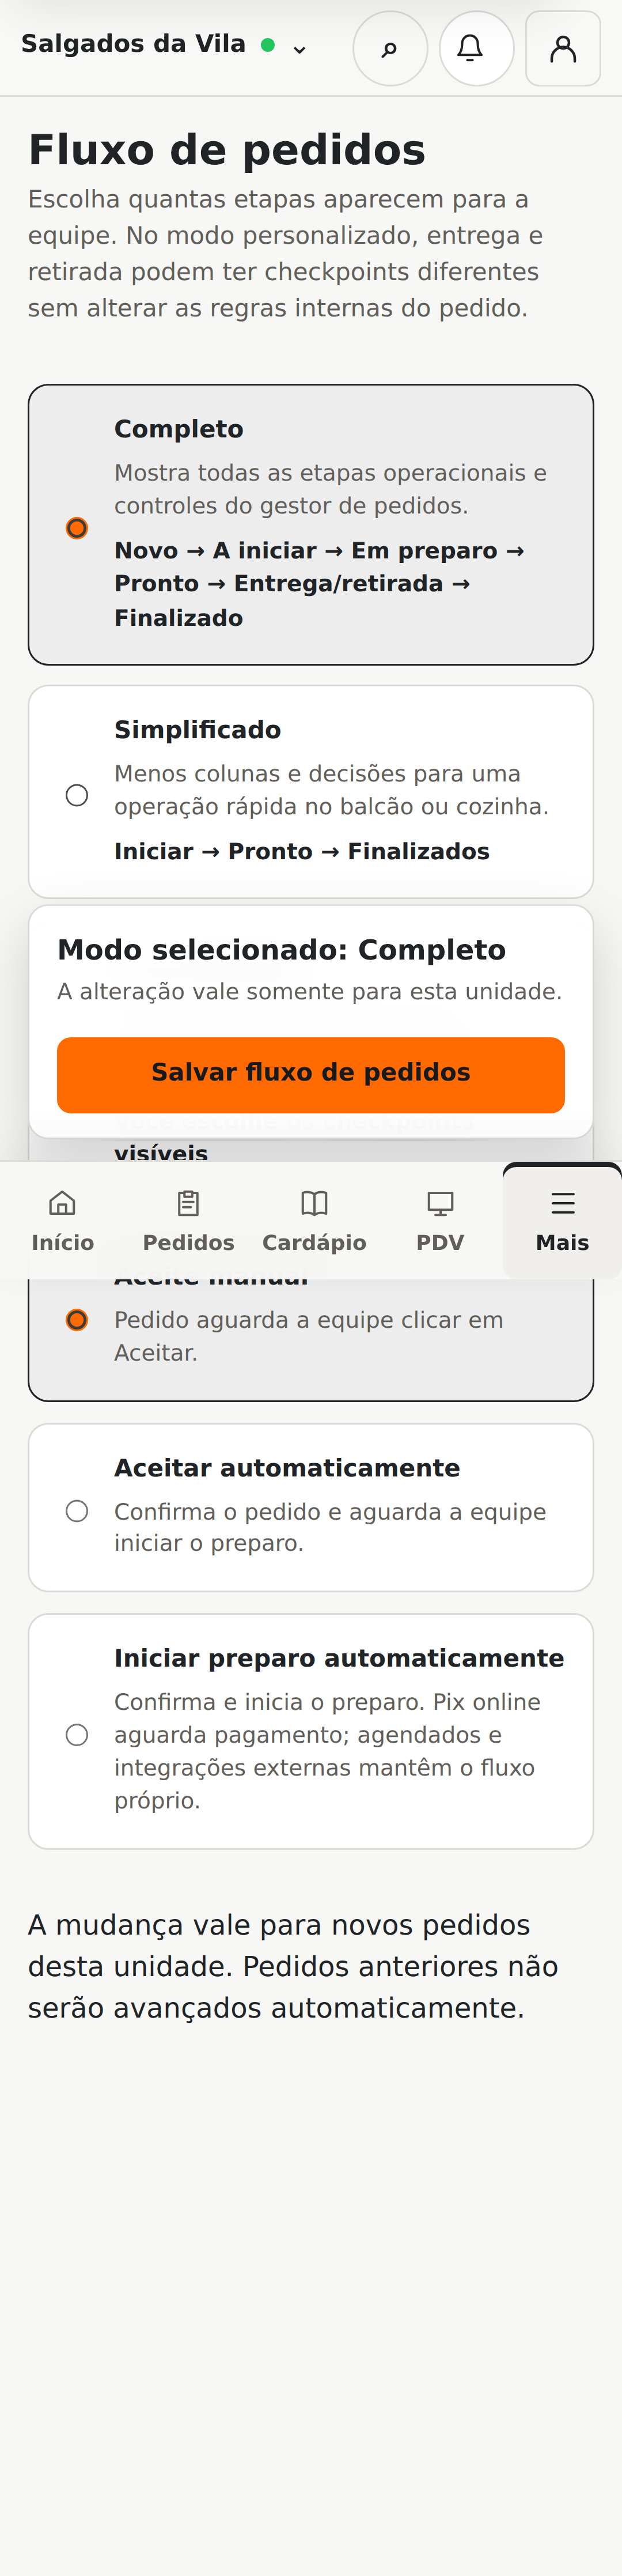 Salgados da Vila
Fluxo de pedidos
Escolha quantas etapas aparecem para a
equipe. No modo personalizado, entrega e
retirada podem ter checkpoints diferentes
sem alterar as regras internas do pedido.
Completo
Mostra todas as etapas operacionais e
controles do gestor de pedidos.
Novo → A iniciar → Em preparo →
Pronto → Entrega/retirada →
Finalizado
Simplificado
Menos colunas e decisões para uma
operação rápida no balcão ou cozinha.
Iniciar → Pronto → Finalizados
Modo selecionado: Completo
A alteração vale somente para esta unidade.
Salvar fluxo de pedidos
visíveis
Início Pedidos Cardápio PDV Mais
Aceite manual
Pedido aguarda a equipe clicar em
Aceitar.
Aceitar automaticamente
Confirma o pedido e aguarda a equipe
iniciar o preparo.
Iniciar preparo automaticamente
Confirma e inicia o preparo. Pix online
aguarda pagamento; agendados e
integrações externas mantêm o fluxo
próprio.
A mudança vale para novos pedidos
desta unidade. Pedidos anteriores não
serão avançados automaticamente.